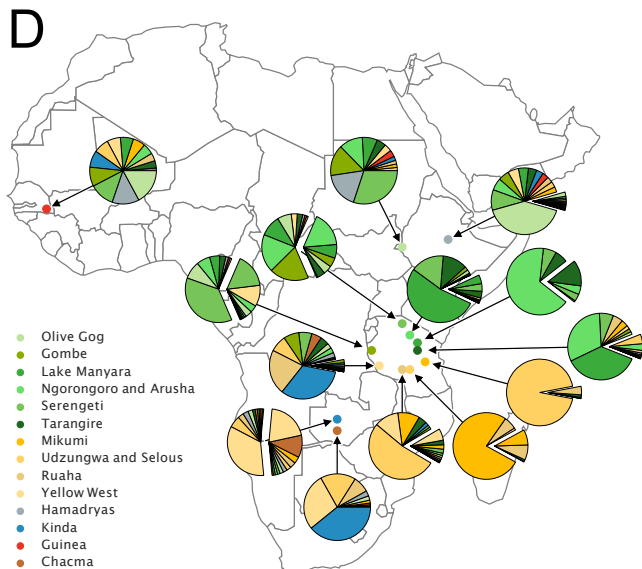 D
Olive Gog
Gombe
Lake Manyara
Ngorongoro and Arusha
Serengeti
Tarangire
Mikumi
Udzungwa and Selous
Ruaha
Yellow West
Hamadryas
Kinda
Guinea
Chacma